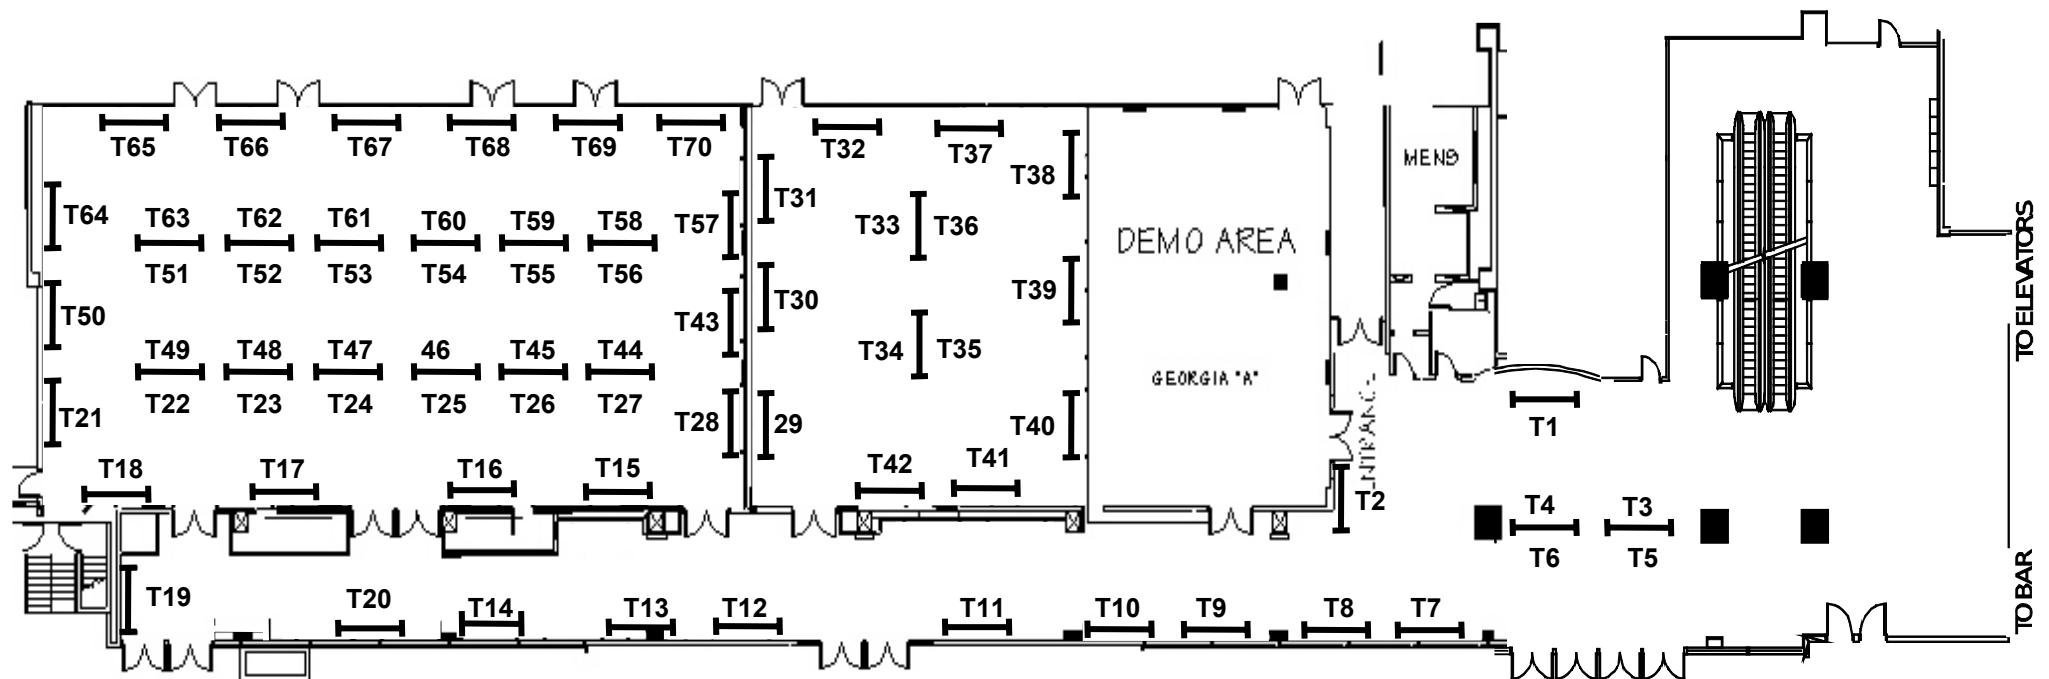 T65 T66 T67 T68 T69 T70 T32 T37
T38
MENS
T64 T63 T62 T61 T60 T59 T58 T57 T31 T33 T36
DEMO AREA
TO ELEVATORS
T51 T52 T53 T54 T55 T56
T50 T43 T30 T39
T49 T48 T47 46 T45 T44 T34 T35
GEORGIA "A"
T21 T22 T23 T24 T25 T26 T27 T28 29 T40
T1
T18 T17 T16 T15 T42 T41
T2
T4 T3
T6 T5
TO BAR
T19 T20 T14 T13 T12 T11 T10 T9 T8 T7